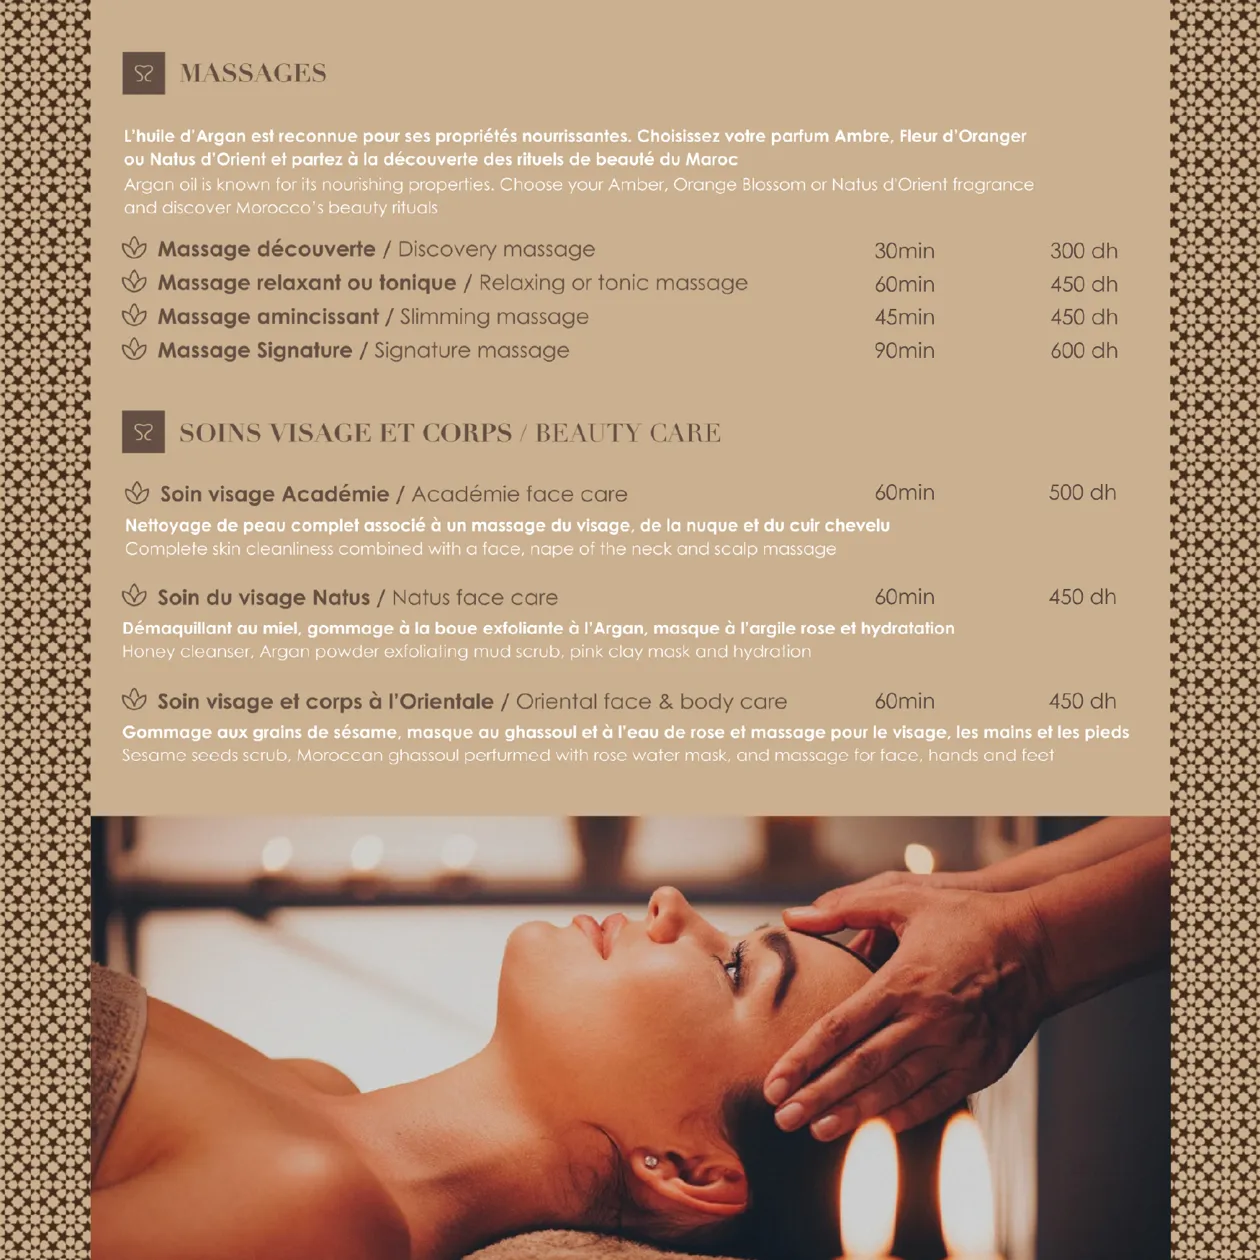 MASSAGES
L'huile d'Argan est reconnue pour ses propriétés nourrissantes. Choisissez votre parfum Ambre, Fleur d'Oranger
ou Natus d'Orient et partez à la découverte des rituels de beauté du Maroc
Argan oil is known for its nourishing properties. Choose your Amber, Orange Blossom or Natus d'Orient fragrance
and discover Morocco's beauty rituals
Massage découverte / Discovery massage 30min 300 dh
Massage relaxant ou tonique / Relaxing or tonic massage 60min 450 dh
Massage amincissant / Slimming massage 45min 450 dh
Massage Signature / Signature massage 90min 600 dh
SOINS VISAGE ET CORPS / BEAUTY CARE
Soin visage Académie / Académie face care 60min 500 dh
Nettoyage de peau complet associé à un massage du visage, de la nuque et du cuir chevelu
Complete skin cleanliness combined with a face, nape of the neck and scalp massage
Soin du visage Natus / Natus face care 60min 450 dh
Démaquillant au miel, gommage à la boue exfoliante à l'Argan, masque à l'argile rose et hydratation
Honey cleanser, Argan powder exfoliating mud scrub, pink clay mask and hydration
Soin visage et corps à l'Orientale / Oriental face & body care 60min 450 dh
Gommage aux grains de sésame, masque au ghassoul et à l'eau de rose et massage pour le visage, les mains et les pieds
Sesame seeds scrub, Moroccan ghassoul perfurmed with rose water mask, and massage for face, hands and feet